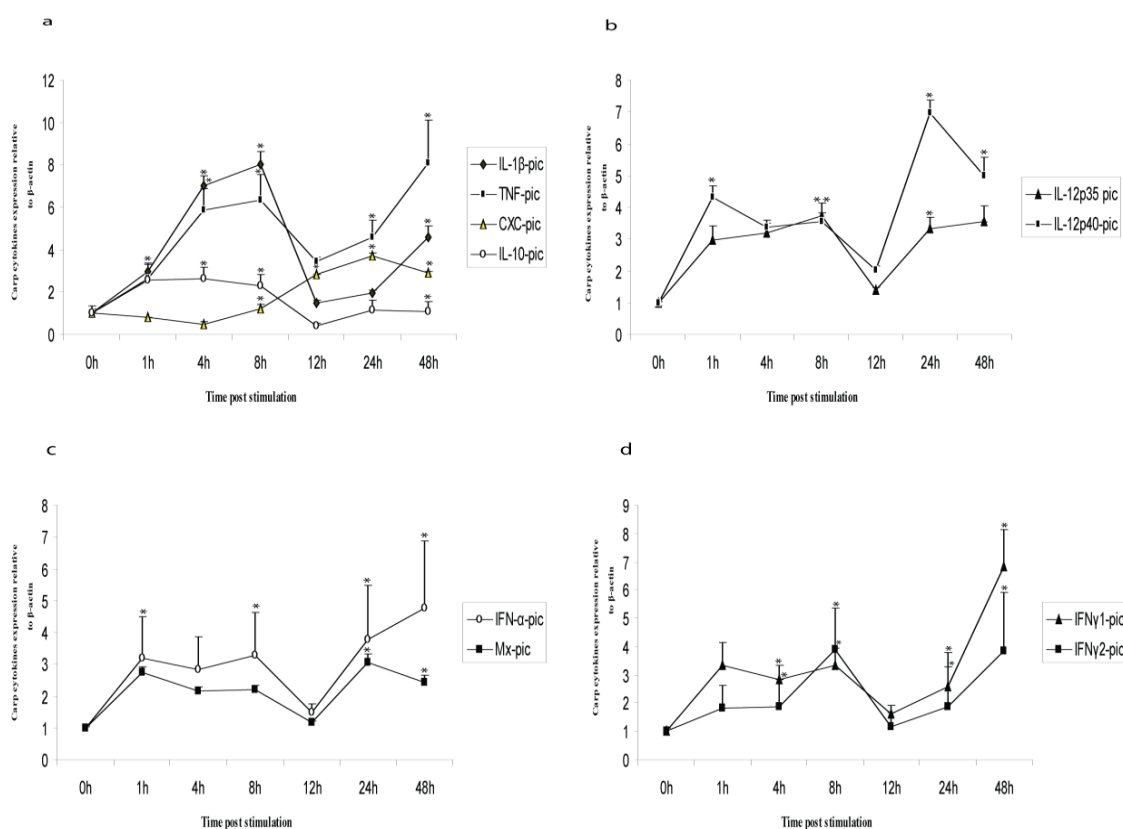 a
Carp cytokines expression relative
to β-actin
12
10
8
6
4
2
0
0h 1h 4h 8h 12h 24h 48h
Time post stimulation
* * * * * * * * * * * * * * *
IL-1β-pic
TNF-pic
CXC-pic
IL-10-pic
b
Carp cytokines expression relative
to β-actin
8
7
6
5
4
3
2
1
0
0h 1h 4h 8h 12h 24h 48h
Time post stimulation
* * * * * *
IL-12p35 pic
IL-12p40-pic
c
Carp cytokines expression relative
to β-actin
8
7
6
5
4
3
2
1
0
0h 1h 4h 8h 12h 24h 48h
Time post stimulation
* * * * * *
IFN-α-pic
Mx-pic
d
Carp cytokines expression relative
to β-actin
9
8
7
6
5
4
3
2
1
0
0h 1h 4h 8h 12h 24h 48h
Time post stimulation
* * * * * * * *
IFNγ1-pic
IFNγ2-pic